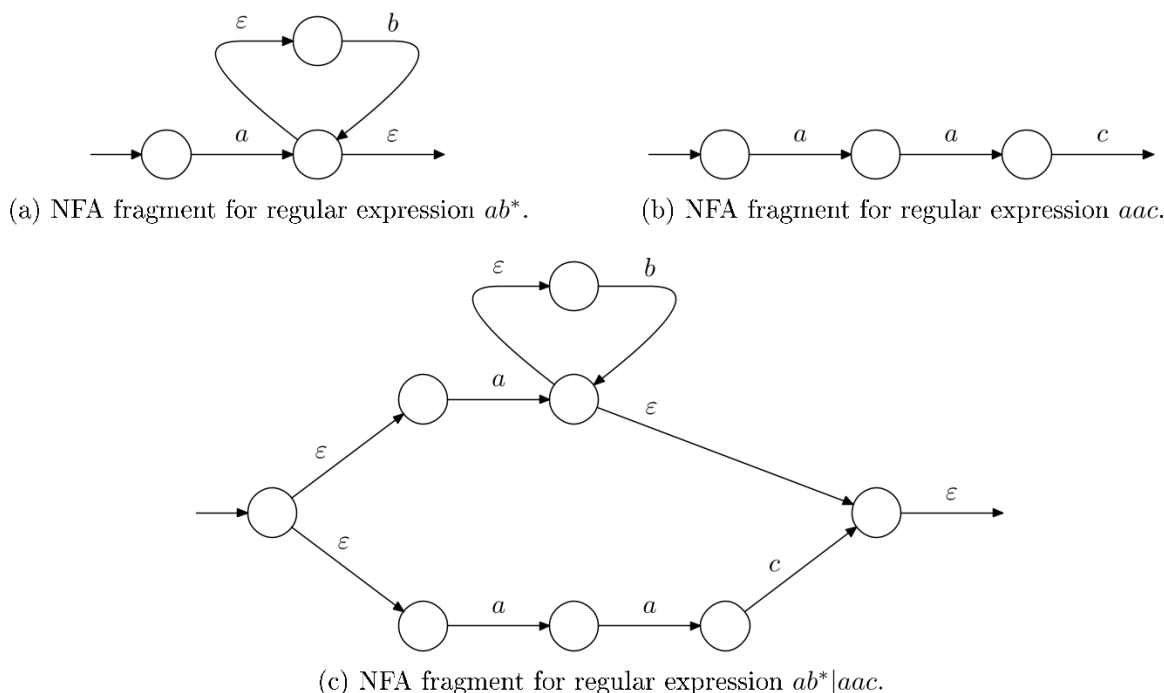 ε b
a ε
(a) NFA fragment for regular expression ab*.
a a c
(b) NFA fragment for regular expression aac.
ε b
a
ε
ε
ε
ε
c
a a
(c) NFA fragment for regular expression ab*|aac.